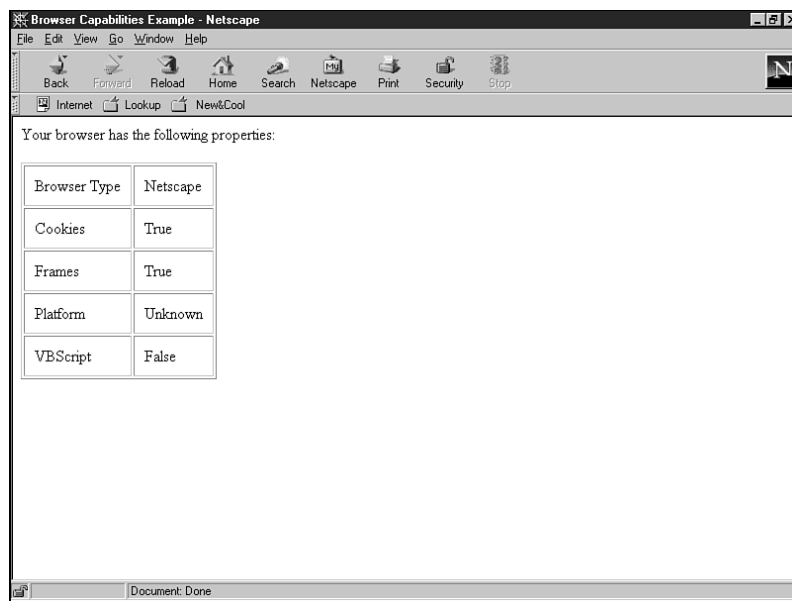 Browser Capabilities Example - Netscape
File Edit View Go Window Help
Back Forward Reload Home Search Netscape Print Security Stop
Internet Lookup New&Cool
Your browser has the following properties:
Browser Type Netscape
Cookies True
Frames True
Platform Unknown
VBScript False
Document: Done
My
N